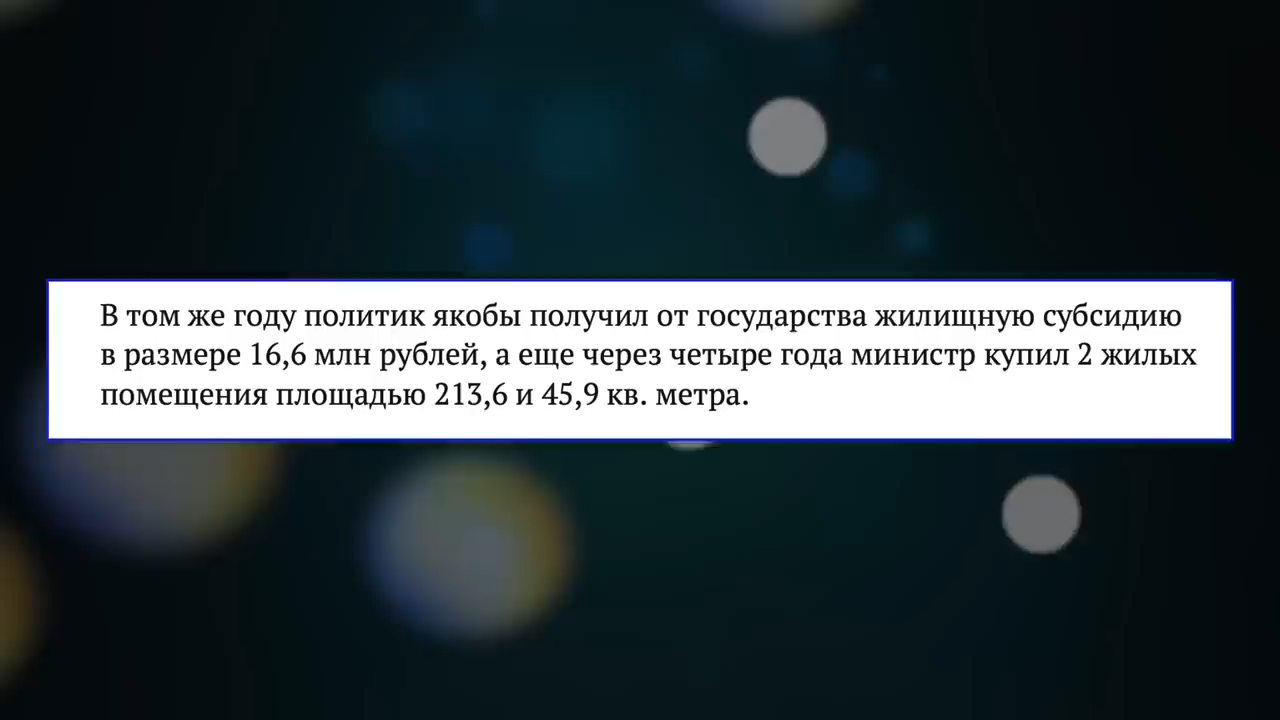 В том же году политик якобы получил от государства жилищную субсидию
в размере 16,6 млн рублей, а еще через четыре года министр купил 2 жилых
помещения площадью 213,6 и 45,9 кв. метра.